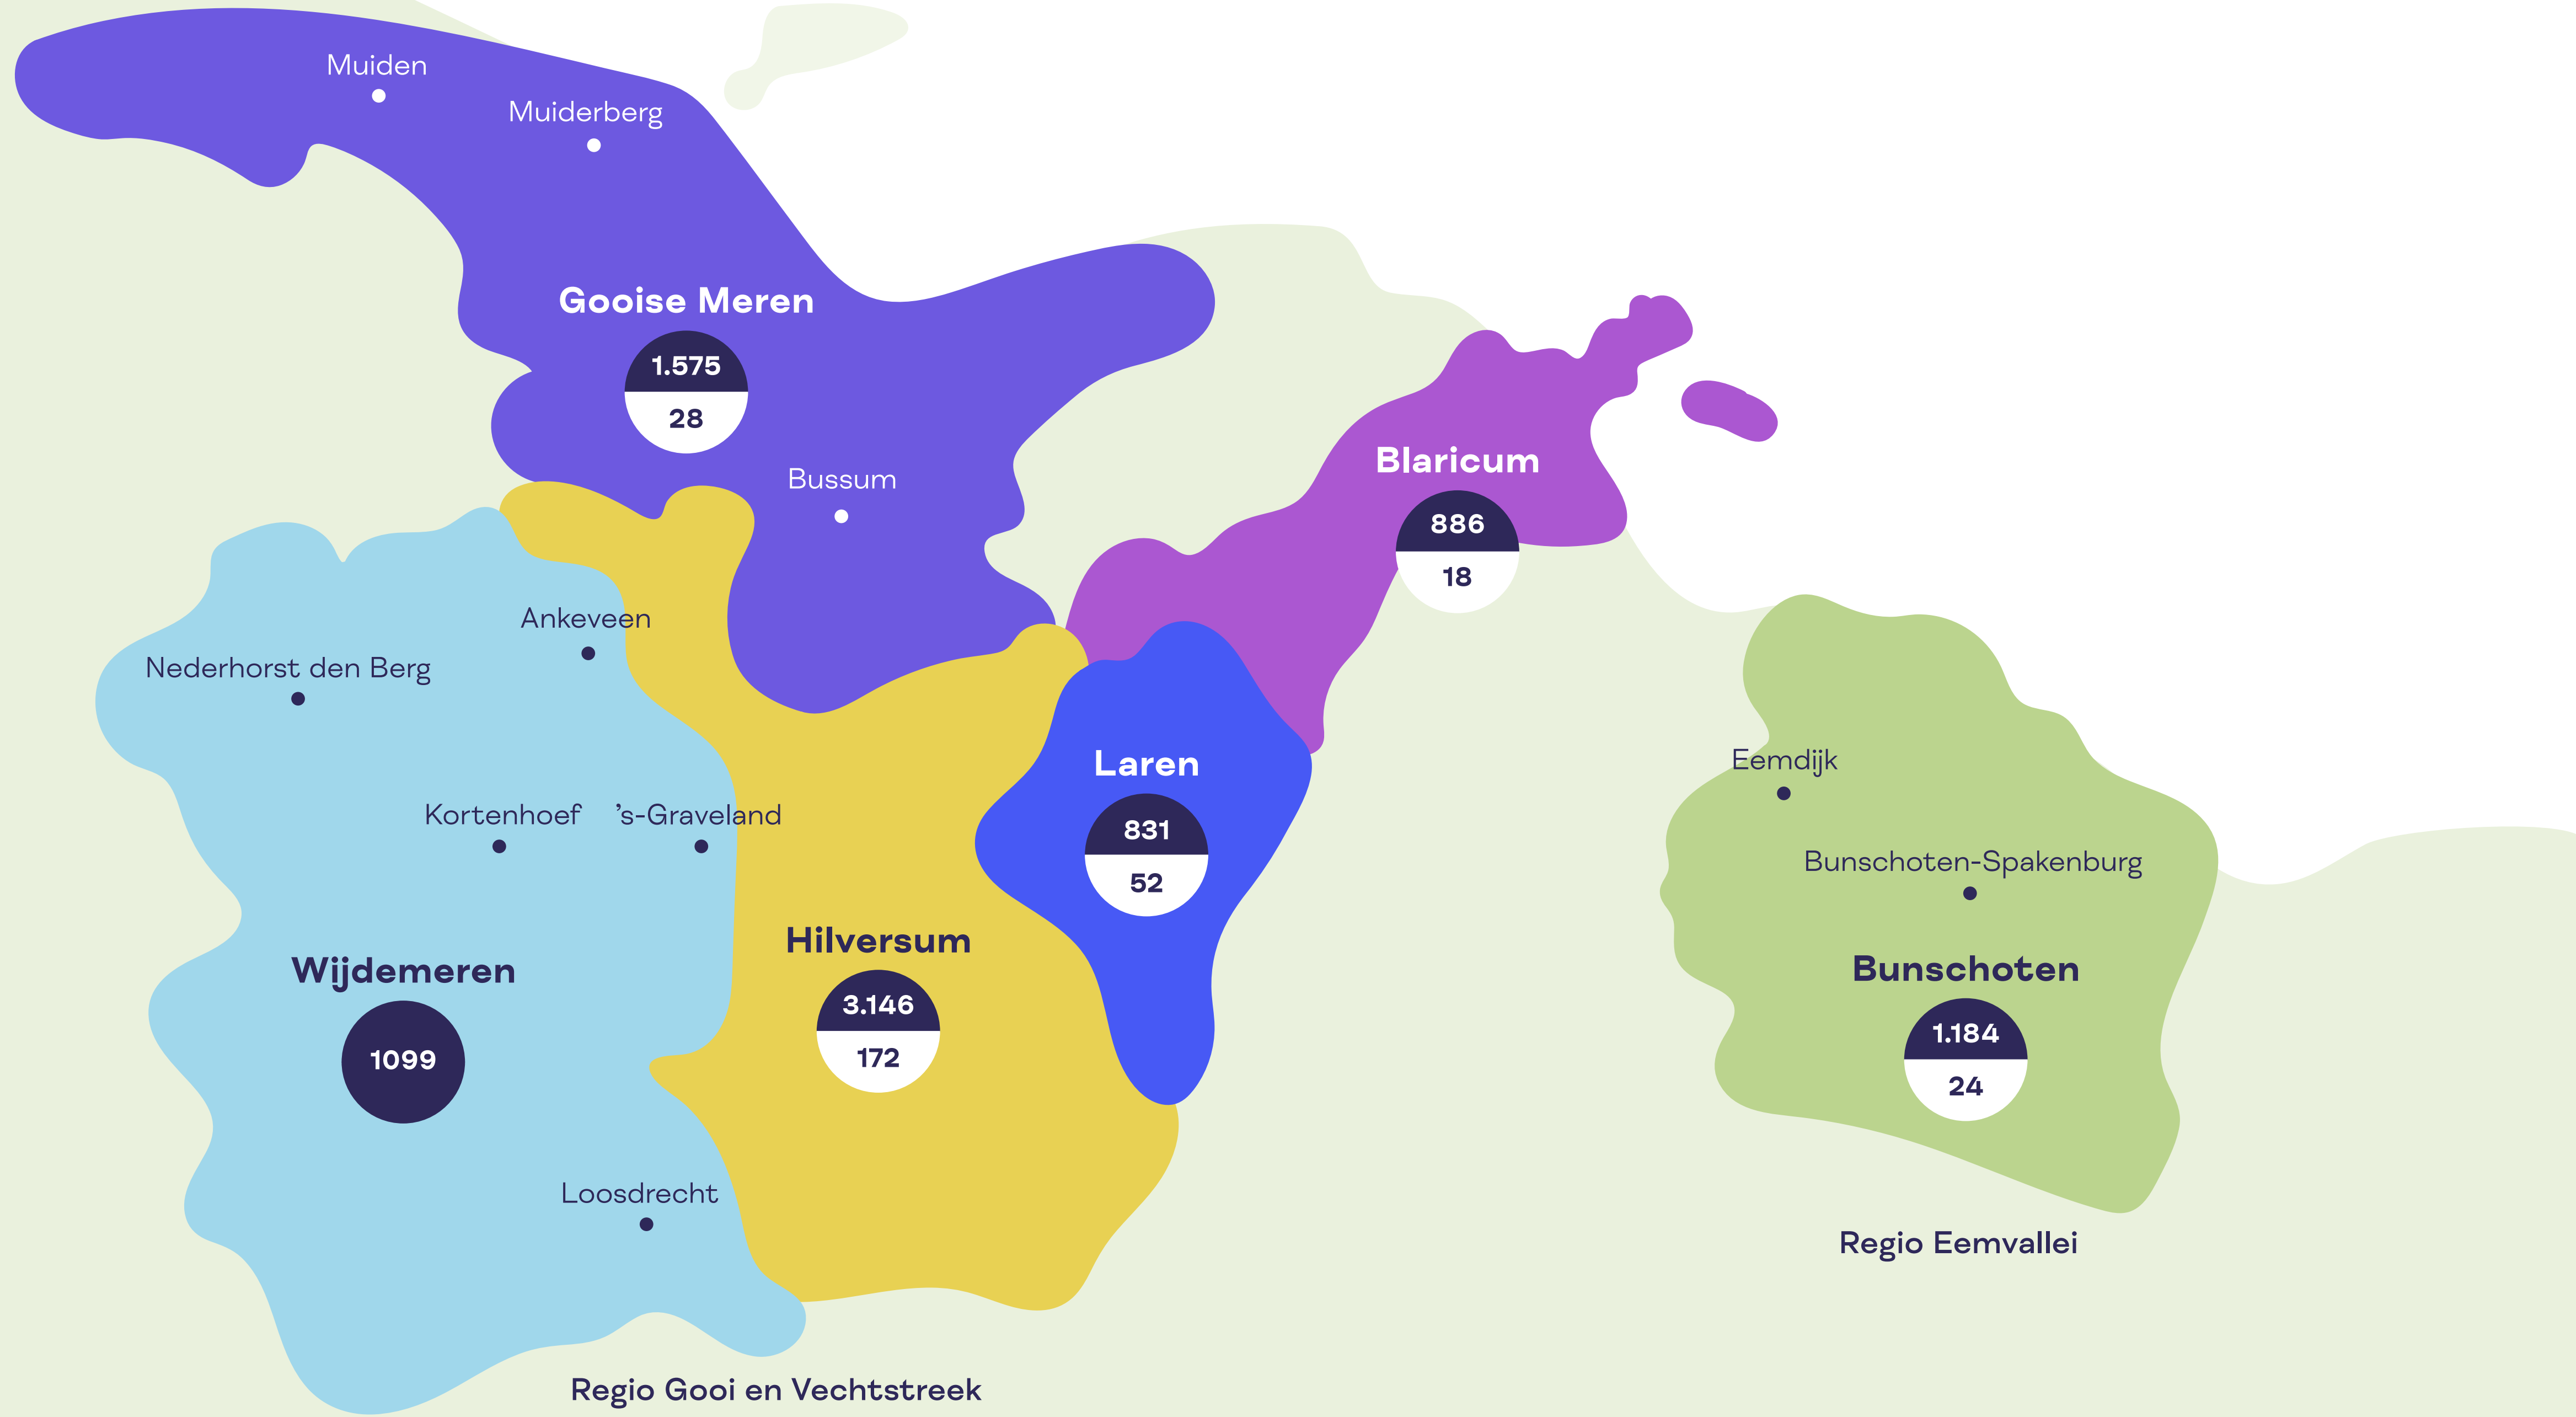 Muiden
Muiderberg
Gooise Meren
1.575
28
Bussum
Blaricum
886
18
Ankeveen
Nederhorst den Berg
Kortenhoef
's-Graveland
Laren
831
52
Eemdijk
Bunschoten-Spakenburg
Hilversum
3.146
172
Wijdemeren
1099
Bunschoten
1.184
24
Loosdrecht
Regio Eemvallei
Regio Gooi en Vechtstreek